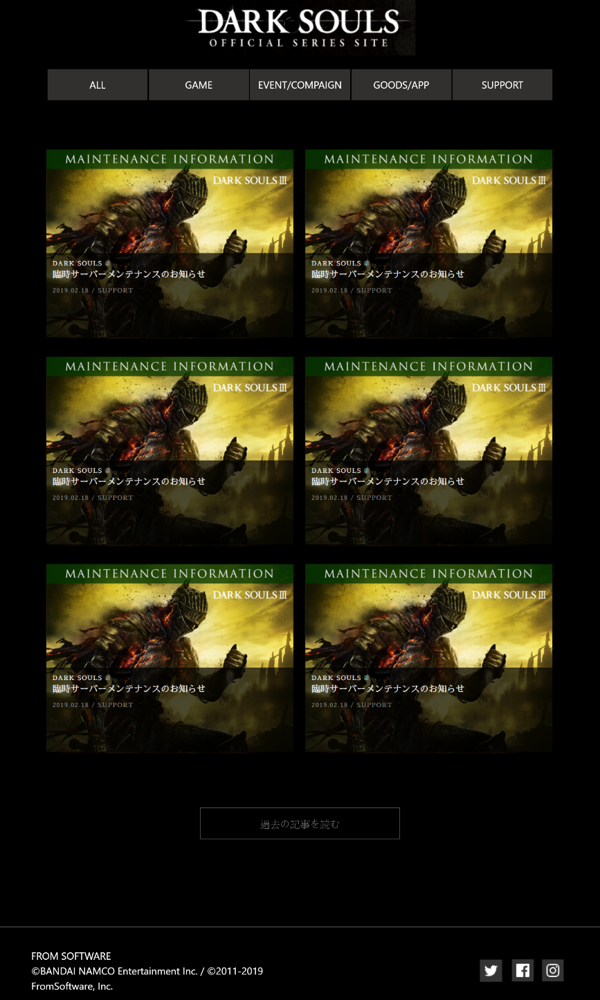 DARK SOULS
OFFICIAL SERIES SITE
ALL
GAME
EVENT/COMPAIGN
GOODS/APP
SUPPORT
MAINTENANCE INFORMATION
DARK SOULS III
DARK SOULS III
臨時サーバーメンテナンスのお知らせ
2019.02.18 / SUPPORT
MAINTENANCE INFORMATION
DARK SOULS III
DARK SOULS III
臨時サーバーメンテナンスのお知らせ
2019.02.18 / SUPPORT
MAINTENANCE INFORMATION
DARK SOULS III
DARK SOULS III
臨時サーバーメンテナンスのお知らせ
2019.02.18 / SUPPORT
MAINTENANCE INFORMATION
DARK SOULS III
DARK SOULS III
臨時サーバーメンテナンスのお知らせ
2019.02.18 / SUPPORT
MAINTENANCE INFORMATION
DARK SOULS III
DARK SOULS III
臨時サーバーメンテナンスのお知らせ
2019.02.18 / SUPPORT
MAINTENANCE INFORMATION
DARK SOULS III
DARK SOULS III
臨時サーバーメンテナンスのお知らせ
2019.02.18 / SUPPORT
過去の記事を読む
FROM SOFTWARE
©BANDAI NAMCO Entertainment Inc. / ©2011-2019
FromSoftware, Inc.